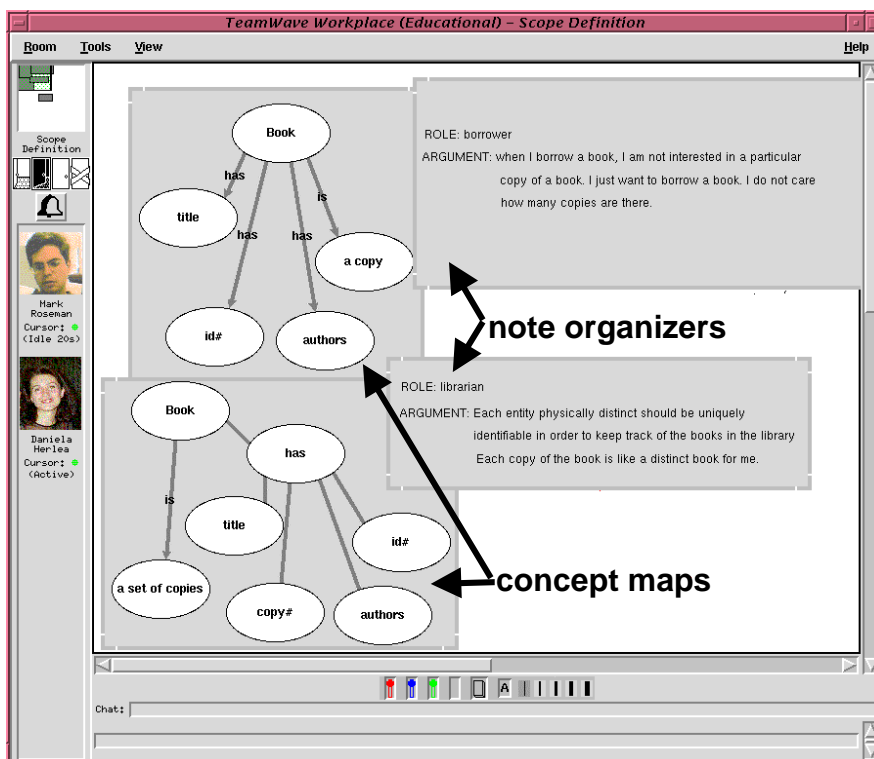 TeamWave Workplace (Educational) – Scope Definition
Room Tools View Help
Scope
Definition
Mark
Roseman
Cursor:
(Idle 20s)
Daniela
Herlea
Cursor:
(Active)
Book
has
is
title
has
has
a copy
id#
authors
ROLE: borrower
ARGUMENT: when I borrow a book, I am not interested in a particular
copy of a book. I just want to borrow a book. I do not care
how many copies are there.
note organizers
Book
has
is
title
id#
a set of copies
copy#
authors
ROLE: librarian
ARGUMENT: Each entity physically distinct should be uniquely
identifiable in order to keep track of the books in the library
Each copy of the book is like a distinct book for me.
concept maps
A
Chat: